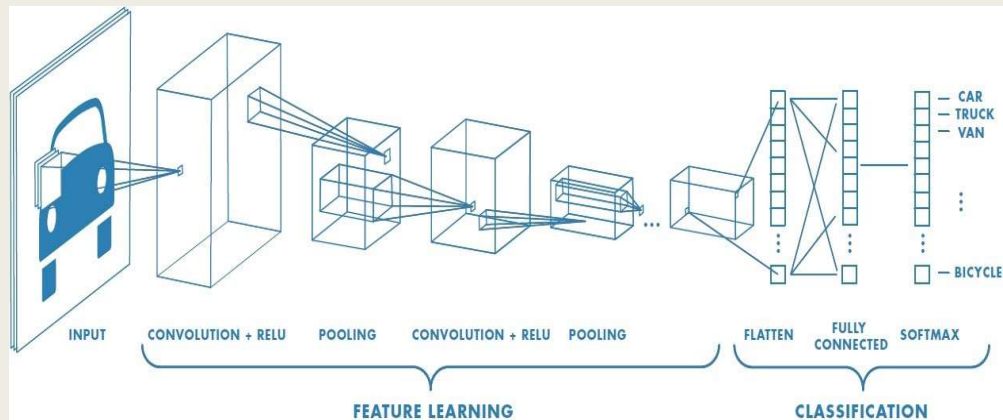 CAR
TRUCK
VAN
BICYCLE
INPUT
CONVOLUTION + RELU
POOLING
CONVOLUTION + RELU
POOLING
FLATTEN
FULLY
CONNECTED
SOFTMAX
FEATURE LEARNING
CLASSIFICATION